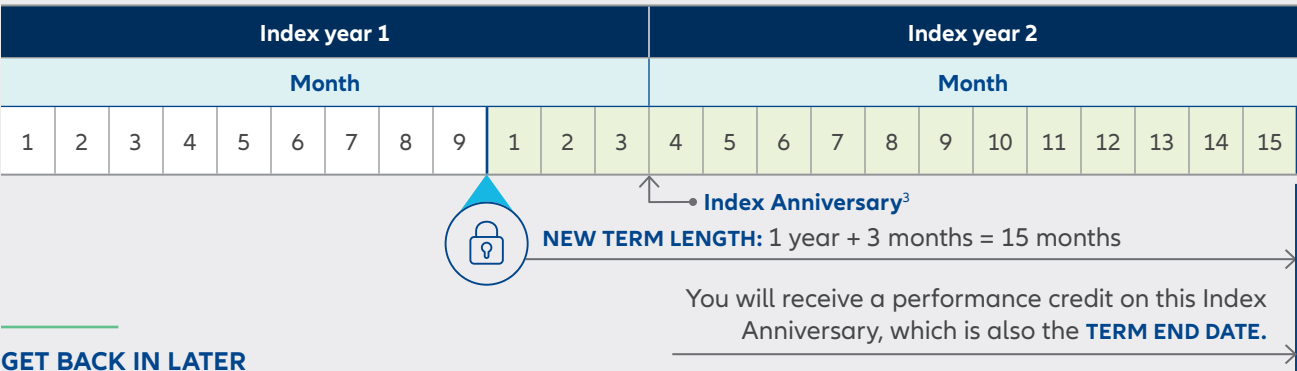 Index year 1 Index year 2
Month Month
1 2 3 4 5 6 7 8 9 1 2 3 4 5 6 7 8 9 10 11 12 13 14 15
Index Anniversary³
NEW TERM LENGTH: 1 year + 3 months = 15 months
You will receive a performance credit on this Index
Anniversary, which is also the TERM END DATE.
GET BACK IN LATER